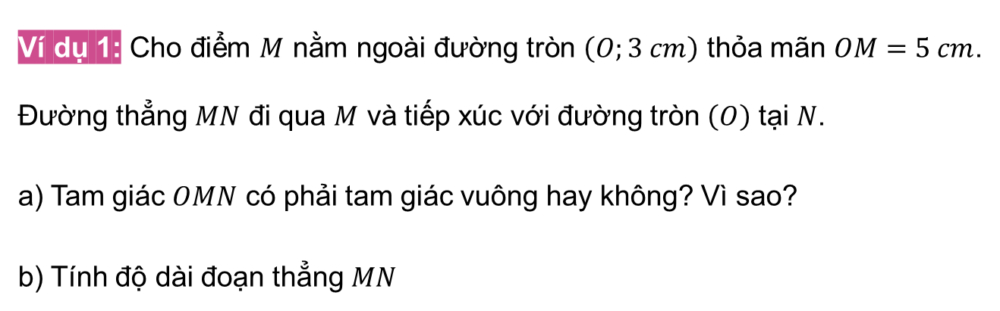 Ví dụ 1: Cho điểm M nằm ngoài đường tròn (O; 3 cm) thỏa mãn OM = 5 cm.
Đường thẳng MN đi qua M và tiếp xúc với đường tròn (O) tại N.
a) Tam giác OMN có phải tam giác vuông hay không? Vì sao?
b) Tính độ dài đoạn thẳng MN